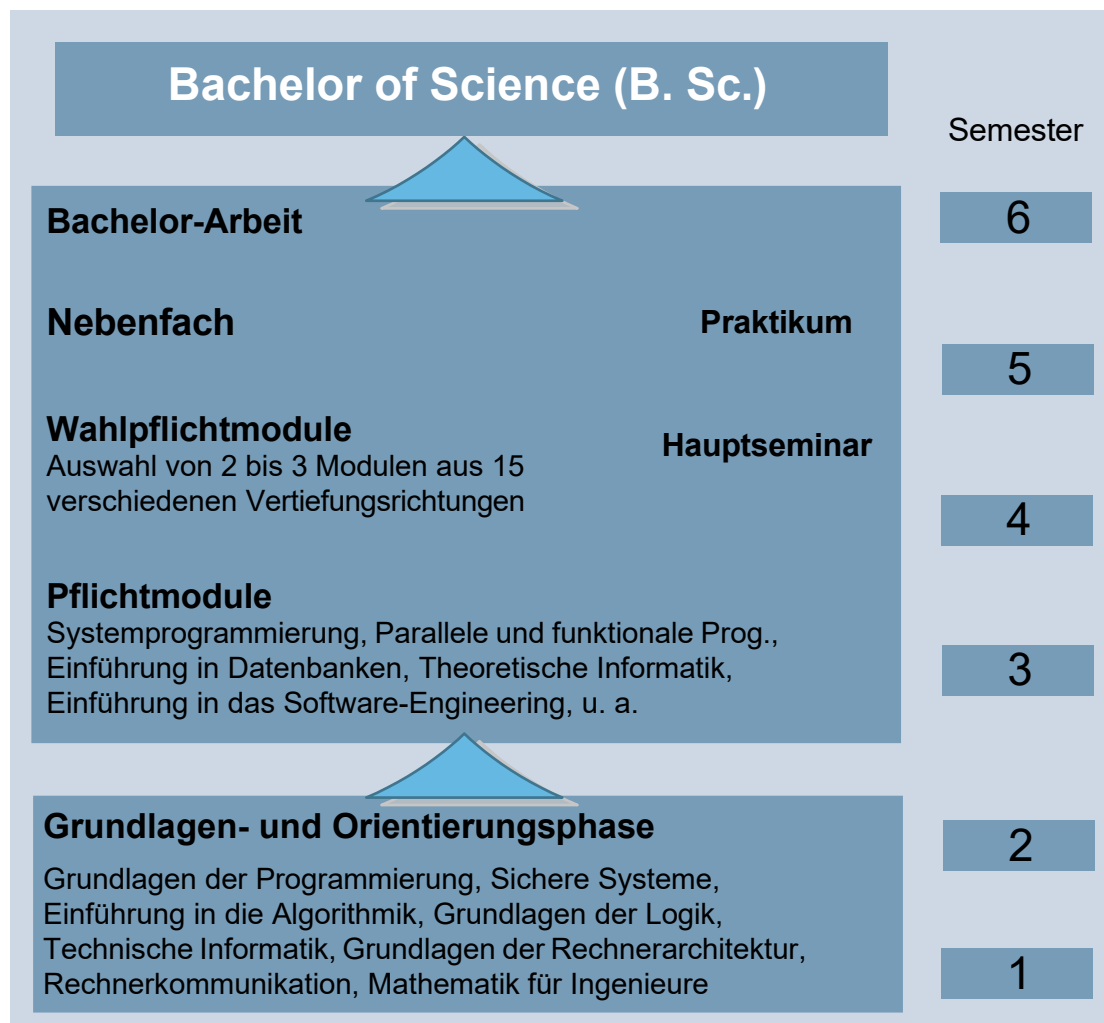 Bachelor of Science (B. Sc.)
Semester
Bachelor-Arbeit
6
Nebenfach
Praktikum
5
Wahlpflichtmodule
Hauptseminar
Auswahl von 2 bis 3 Modulen aus 15
verschiedenen Vertiefungsrichtungen
4
Pflichtmodule
Systemprogrammierung, Parallele und funktionale Prog.,
Einführung in Datenbanken, Theoretische Informatik,
Einführung in das Software-Engineering, u. a.
3
Grundlagen- und Orientierungsphase
2
Grundlagen der Programmierung, Sichere Systeme,
Einführung in die Algorithmik, Grundlagen der Logik,
Technische Informatik, Grundlagen der Rechnerarchitektur,
Rechnerkommunikation, Mathematik für Ingenieure
1